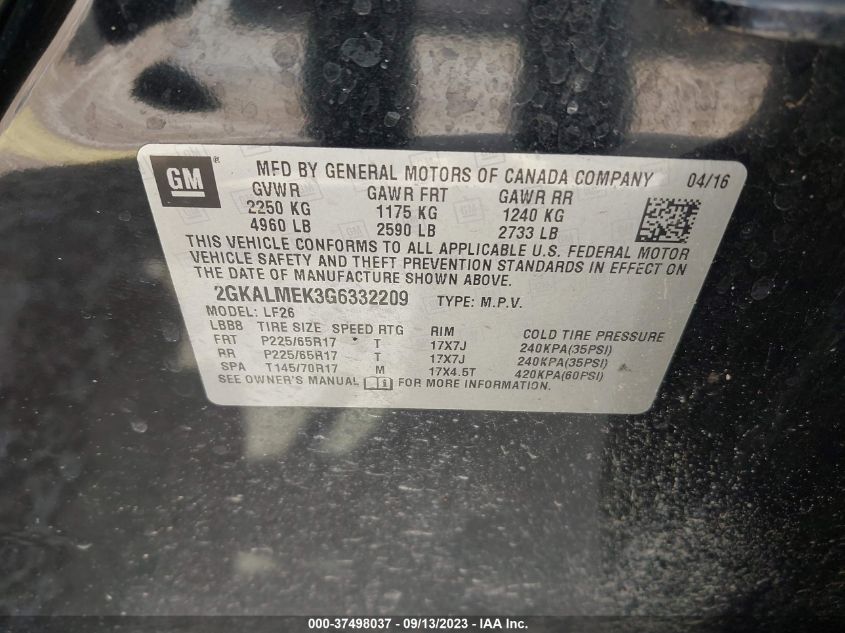 GM ® MFD BY GENERAL MOTORS OF CANADA COMPANY 04/16
GVWR GAWR FRT GAWR RR
2250 KG 1175 KG 1240 KG
4960 LB 2590 LB 2733 LB
THIS VEHICLE CONFORMS TO ALL APPLICABLE U.S. FEDERAL MOTOR
VEHICLE SAFETY AND THEFT PREVENTION STANDARDS IN EFFECT ON
THE DATE OF MANUFACTURE SHOWN ABOVE.
2GKALMEK3G6332209 TYPE: M.P.V.
MODEL: LF26
LBB8 TIRE SIZE SPEED RTG RIM COLD TIRE PRESSURE
FRT P225/65R17 T 17X7J 240KPA(35PSI)
RR P225/65R17 T 17X7J 240KPA(35PSI)
SPA T145/70R17 M 17X4.5T 420KPA(60PSI)
SEE OWNER'S MANUAL FOR MORE INFORMATION.
000-37498037 - 09/13/2023 - IAA Inc.